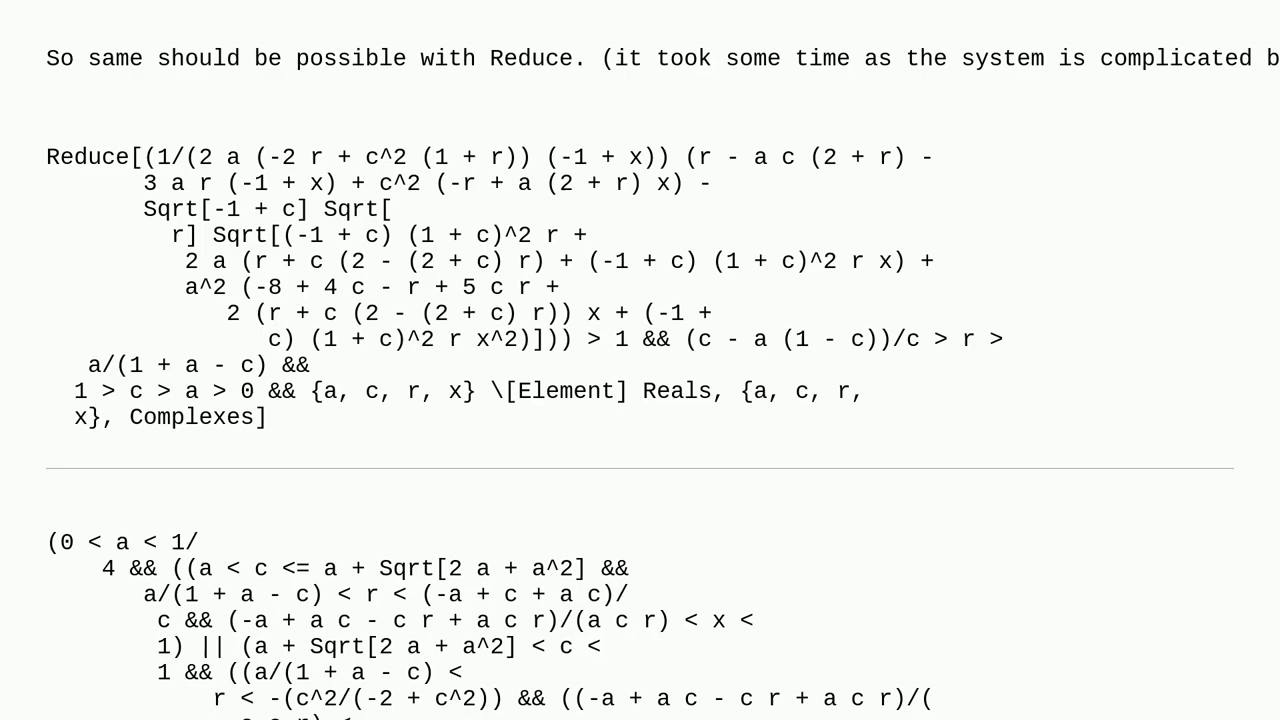 So same should be possible with Reduce. (it took some time as the system is complicated b
Reduce[(1/(2 a (-2 r + c^2 (1 + r)) (-1 + x)) (r - a c (2 + r) -
3 a r (-1 + x) + c^2 (-r + a (2 + r) x) -
Sqrt[-1 + c] Sqrt[
r] Sqrt[(-1 + c) (1 + c)^2 r +
2 a (r + c (2 - (2 + c) r) + (-1 + c) (1 + c)^2 r x) +
a^2 (-8 + 4 c - r + 5 c r +
2 (r + c (2 - (2 + c) r)) x + (-1 +
c) (1 + c)^2 r x^2)])) > 1 && (c - a (1 - c))/c > r >
a/(1 + a - c) &&
1 > c > a > 0 && {a, c, r, x} \[Element] Reals, {a, c, r,
x}, Complexes]
(0 < a < 1/
4 && ((a < c <= a + Sqrt[2 a + a^2] &&
a/(1 + a - c) < r < (-a + c + a c)/
c && (-a + a c - c r + a c r)/(a c r) < x <
1) || (a + Sqrt[2 a + a^2] < c <
1 && ((a/(1 + a - c) <
r < -(c^2/(-2 + c^2)) && ((-a + a c - c r + a c r)/(